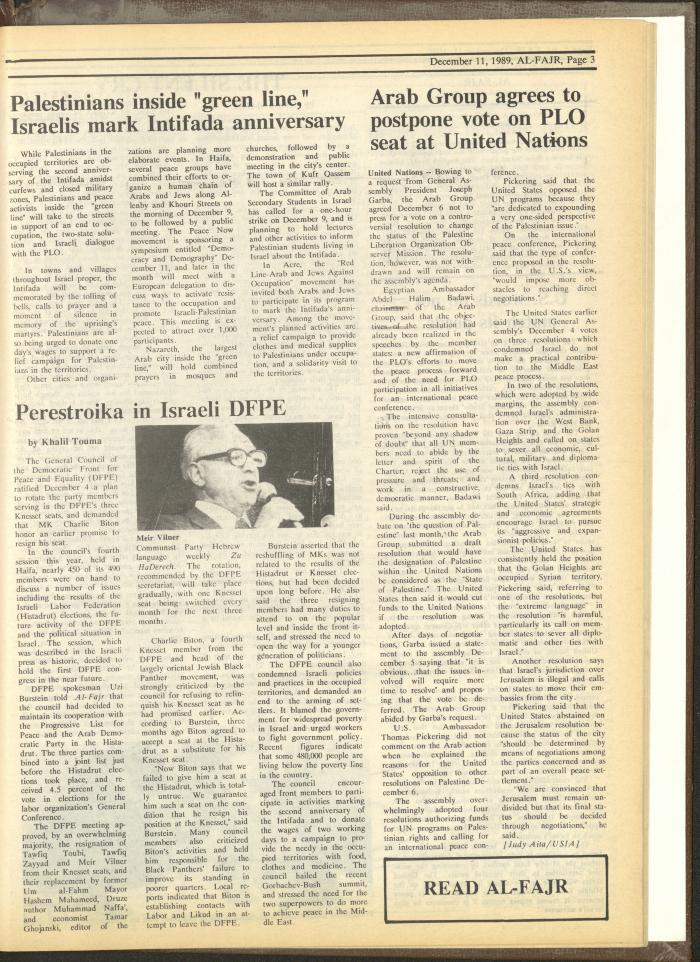 December 11, 1989, AL-FAJR, Page 3
Palestinians inside "green line,"
Israelis mark Intifada anniversary
While Palestinians in the
occupied territories are ob-
serving the second anniver-
sary of the Intifada amidst
curfews and closed military
zones, Palestinians and peace
activists inside the "green
line" will take to the streets
in support of an end to oc-
cupation, the two-state solu-
tion and Israeli dialogue
with the PLO.
In towns and villages
throughout Israel proper, the
Intifada will be com-
memorated by the tolling of
bells, calls to prayer and a
moment of silence in
memory of the uprising's
martyrs. Palestinians are al-
so being urged to donate one
day's wages to support a re-
lief campaign for Palestin-
ians in the territories.
Other cities and organi-
zations are planning more
elaborate events. In Haifa,
several peace groups have
combined their efforts to or-
ganize a human chain of
Arabs and Jews along Al-
lenby and Khouri Streets on
the morning of December 9,
to be followed by a public
meeting. The Peace Now
movement is sponsoring a
symposium entitled "Demo-
cracy and Democracy" De-
cember 11, and later in the
month will meet with a
European delegation to dis-
cuss ways to activate resis-
tance to the occupation and
promote Israeli-Palestinian
peace. This meeting is ex-
pected to attract over 1,000
participants.
Nazareth, the largest
Arab city inside the "green
line," will hold combined
prayers in mosques and
churches, followed by a
demonstration and public
meeting in the city's center.
The town of Kufr Qassem
will host a similar rally.
The Committee of Arab
Secondary Students in Israel
has called for a one-hour
strike on December 9, and is
planning to hold lectures
and other activities to inform
Palestinian students living in
Israel about the Intifada.
In Acre, the "Red
Line-Arab and Jews Against
Occupation" movement has
invited both Arabs and Jews
to participate in its program
to mark the Intifada's anni-
versary. Among the move-
ment's planned activities are
a relief campaign to provide
clothes and medical supplies
to Palestinians under occupa-
tion, and a solidarity visit to
the territories.
Perestroika in Israeli DFPE
by Khalil Touma
The General Council of
the Democratic Front for
Peace and Equality (DFPE)
ratified December 4 a plan
to rotate the party members
serving in the DFPE's three
Knesset seats, and demanded
that MK Charlie Biton
honor an earlier promise to
resign his seat.
In the council's fourth
session this year, held in
Haifa, nearly 450 of its 490
members were on hand to
discuss a number of issues
including the results of the
Israeli Labor Federation
(Histadrut) elections, the fu-
ture activity of the DFPE
and the political situation in
Israel. The session, which
was described in the Israeli
press as historic, decided to
hold the first DFPE con-
gress in the near future.
DFPE spokesman Uri
Burstein told Al-Fajr that
the council had decided to
maintain its cooperation with
the Progressive List for
Peace and the Arab Demo-
cratic Party in the Hista-
drut. The three parties com-
bined into a joint list just
before the Histadrut elec-
tions took place, and re-
ceived 4.5 percent of the
vote in elections for the
labor organization's General
Conference.
The DFPE meeting ap-
proved, by an overwhelming
majority, the resignation of
Tawfiq Toubi, Tawfiq
Zayyad and Meir Vilner
from their Knesset seats, and
their replacement by former
Um al-Fahm Mayor
Hashem Mahameed, Druze
author Muhammad Naffa',
and economist Tamar
Ghojanski, editor of the
Meir Vilner
Communist Party Hebrew
language weekly Zu
HaDerech. The rotation,
recommended by the DFPE
secretariat, will take place
gradually, with one Knesset
seat being switched every
month for the next three
months.
Charlie Biton, a fourth
Knesset member from the
DFPE and head of the
largely oriental Jewish Black
Panther movement, was
strongly criticized by the
council for refusing to relin-
quish his Knesset seat as he
had promised earlier. Ac-
cording to Burstein, three
months ago Biton agreed to
accept a seat at the Hista-
drut as a substitute for his
Knesset seat.
"Now Biton says that we
failed to give him a seat at
the Histadrut, which is total-
ly untrue. We guarantee
him such a seat on the con-
dition that he resign his
position at the Knesset," said
Burstein. Many council
members also criticized
Biton's activities and held
him responsible for the
Black Panthers' failure to
improve its standing in
poorer quarters. Local re-
ports indicated that Biton is
establishing contacts with
Labor and Likud in an at-
tempt to leave the DFPE.
Burstein asserted that the
reshuffling of MKs was not
related to the results of the
Histadrut or Knesset elec-
tions, but had been decided
upon long before. He also
said the three resigning
members had many duties to
attend to on the popular
level and inside the front it-
self, and stressed the need to
open the way for a younger
generation of politicians.
The DFPE council also
condemned Israeli policies
and practices in the occupied
territories, and demanded an
end to the arming of set-
tlers. It blamed the govern-
ment for widespread poverty
in Israel and urged workers
to fight government policy.
Recent figures indicate
that some 480,000 people are
living below the poverty line
in the country.
The council encour-
aged front members to parti-
cipate in activities marking
the second anniversary of
the Intifada and to donate
the wages of two working
days to a campaign to pro-
vide the needy in the occu-
pied territories with food,
clothes and medicine. The
council hailed the recent
Gorbachev-Bush summit,
and stressed the need for the
two superpowers to do more
to achieve peace in the Mid-
dle East.
Arab Group agrees to
postpone vote on PLO
seat at United Nations
United Nations -- Bowing to
a request from General As-
sembly President Joseph
Garba, the Arab Group
agreed December 6 not to
press for a vote on a contro-
versial resolution to change
the status of the Palestine
Liberation Organization Ob-
server Mission. The resolu-
tion, however, was not with-
drawn and will remain on
the assembly's agenda.
Egyptian Ambassador
Abdel Halim Badawi,
chairman of the Arab
Group, said that the objec-
tives of the resolution had
already been realized in the
speeches by the member
states: a new affirmation of
the PLO's efforts to move
the peace process forward
and of the need for PLO
participation in all initiatives
for an international peace
conference.
The intensive consulta-
tions on the resolution have
proven "beyond any shadow
of doubt" that all UN mem-
bers need to abide by the
letter and spirit of the
Charter; reject the use of
pressure and threats; and
work in a constructive,
democratic manner, Badawi
said.
During the assembly de-
bate on "the question of Pal-
estine" last month, the Arab
Group submitted a draft
resolution that would have
the designation of Palestine
within the United Nations
be considered as the "State
of Palestine." The United
States then said it would cut
funds to the United Nations
if the resolution was
adopted.
After days of negotia-
tions, Garba issued a state-
ment to the assembly De-
cember 5 saying that "it is
obvious...that the issues in-
volved will require more
time to resolve" and propos-
ing that the vote be de-
ferred. The Arab Group
abided by Garba's request.
U.S. Ambassador
Thomas Pickering did not
comment on the Arab action
when he explained the
reasons for the United
States' opposition to other
resolutions on Palestine De-
cember 6.
The assembly over-
whelmingly adopted four
resolutions authorizing funds
for UN programs on Pales-
tinian rights and calling for
an international peace con-
ference.
Pickering said that the
United States opposed the
UN programs because they
"are dedicated to expounding
a very one-sided perspective
of the Palestinian issue."
On the international
peace conference, Pickering
said that the type of confer-
ence proposed in the resolu-
tion, in the U.S.'s view,
"would impose more ob-
stacles to reaching direct
negotiations."
The United States earlier
said the UN General As-
sembly's December 4 votes
on three resolutions which
condemned Israel do not
make a practical contribu-
tion to the Middle East
peace process.
In two of the resolutions,
which were adopted by wide
margins, the assembly con-
demned Israel's administra-
tion over the West Bank,
Gaza Strip and the Golan
Heights and called on states
to sever all economic, cul-
tural, military and diploma-
tic ties with Israel.
A third resolution con-
demns Israel's ties with
South Africa, adding that
the United States' strategic
and economic agreements
encourage Israel to pursue
its "aggressive and expan-
sionist policies."
The United States has
consistently held the position
that the Golan Heights are
occupied Syrian territory,
Pickering said, referring to
one of the resolutions, but
the "extreme language" in
the resolution "is harmful,
particularly its call on mem-
ber states to sever all diplo-
matic and other ties with
Israel."
Another resolution says
that Israel's jurisdiction over
Jerusalem is illegal and calls
on states to move their em-
bassies from the city.
Pickering said that the
United States abstained on
the Jerusalem resolution be-
cause the status of the city
"should be determined by
means of negotiations among
the parties concerned and as
part of an overall peace set-
tlement."
"We are convinced that
Jerusalem must remain un-
divided but that its final sta-
tus should be decided
through negotiations," he
said.
[Judy Aita/USIA]
READ AL-FAJR